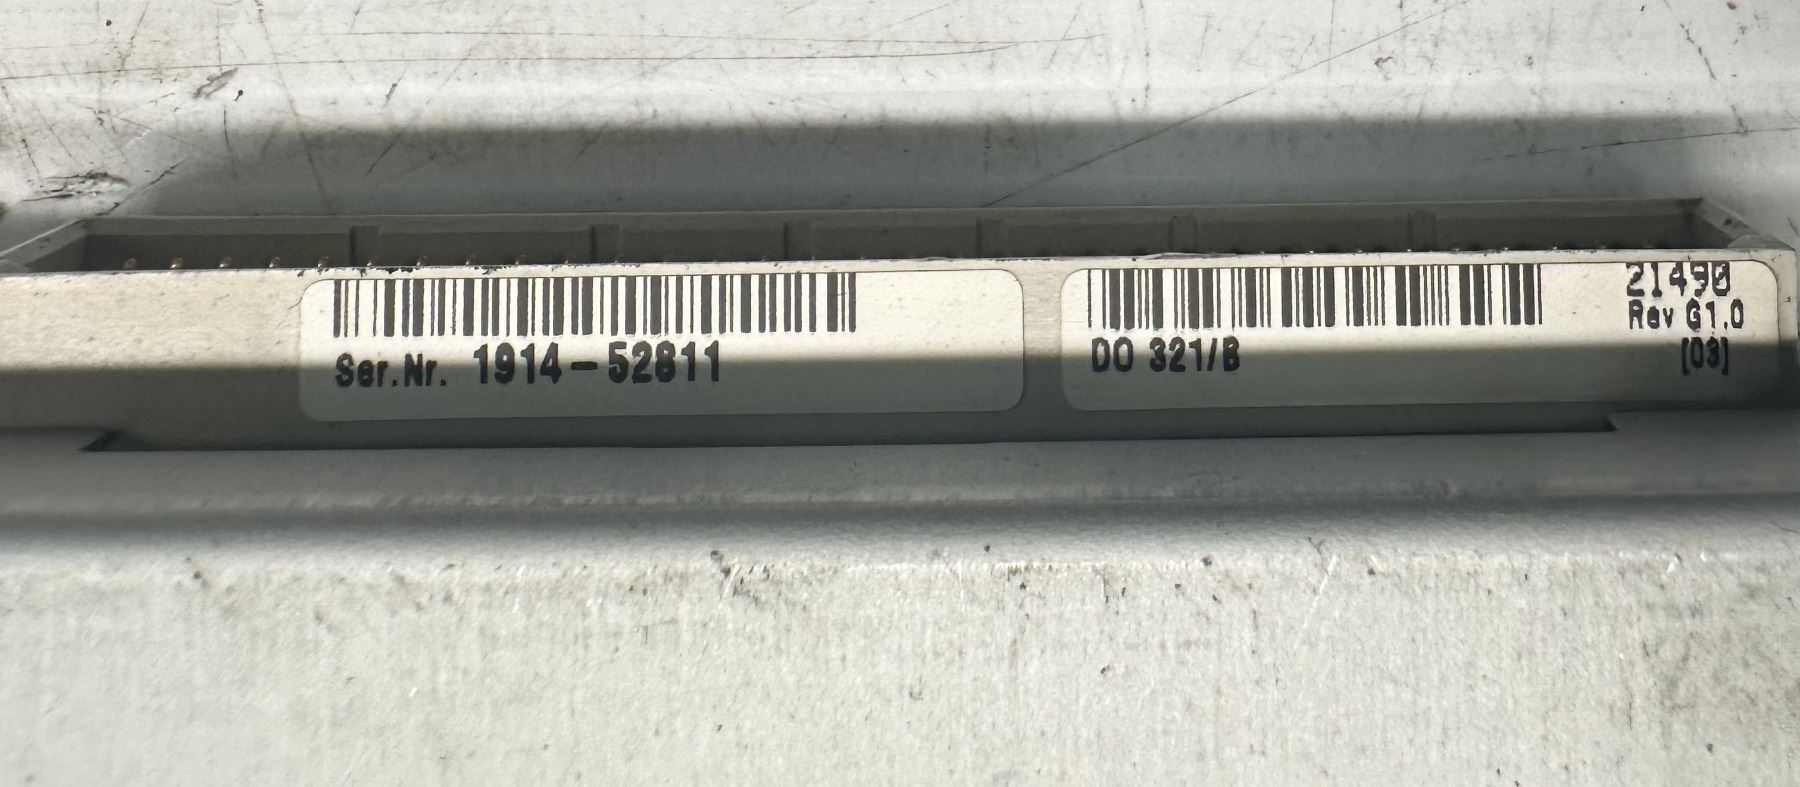 Ser.Nr. 1914-52811
21490
Rev G1.0
DO 321/B
[03]